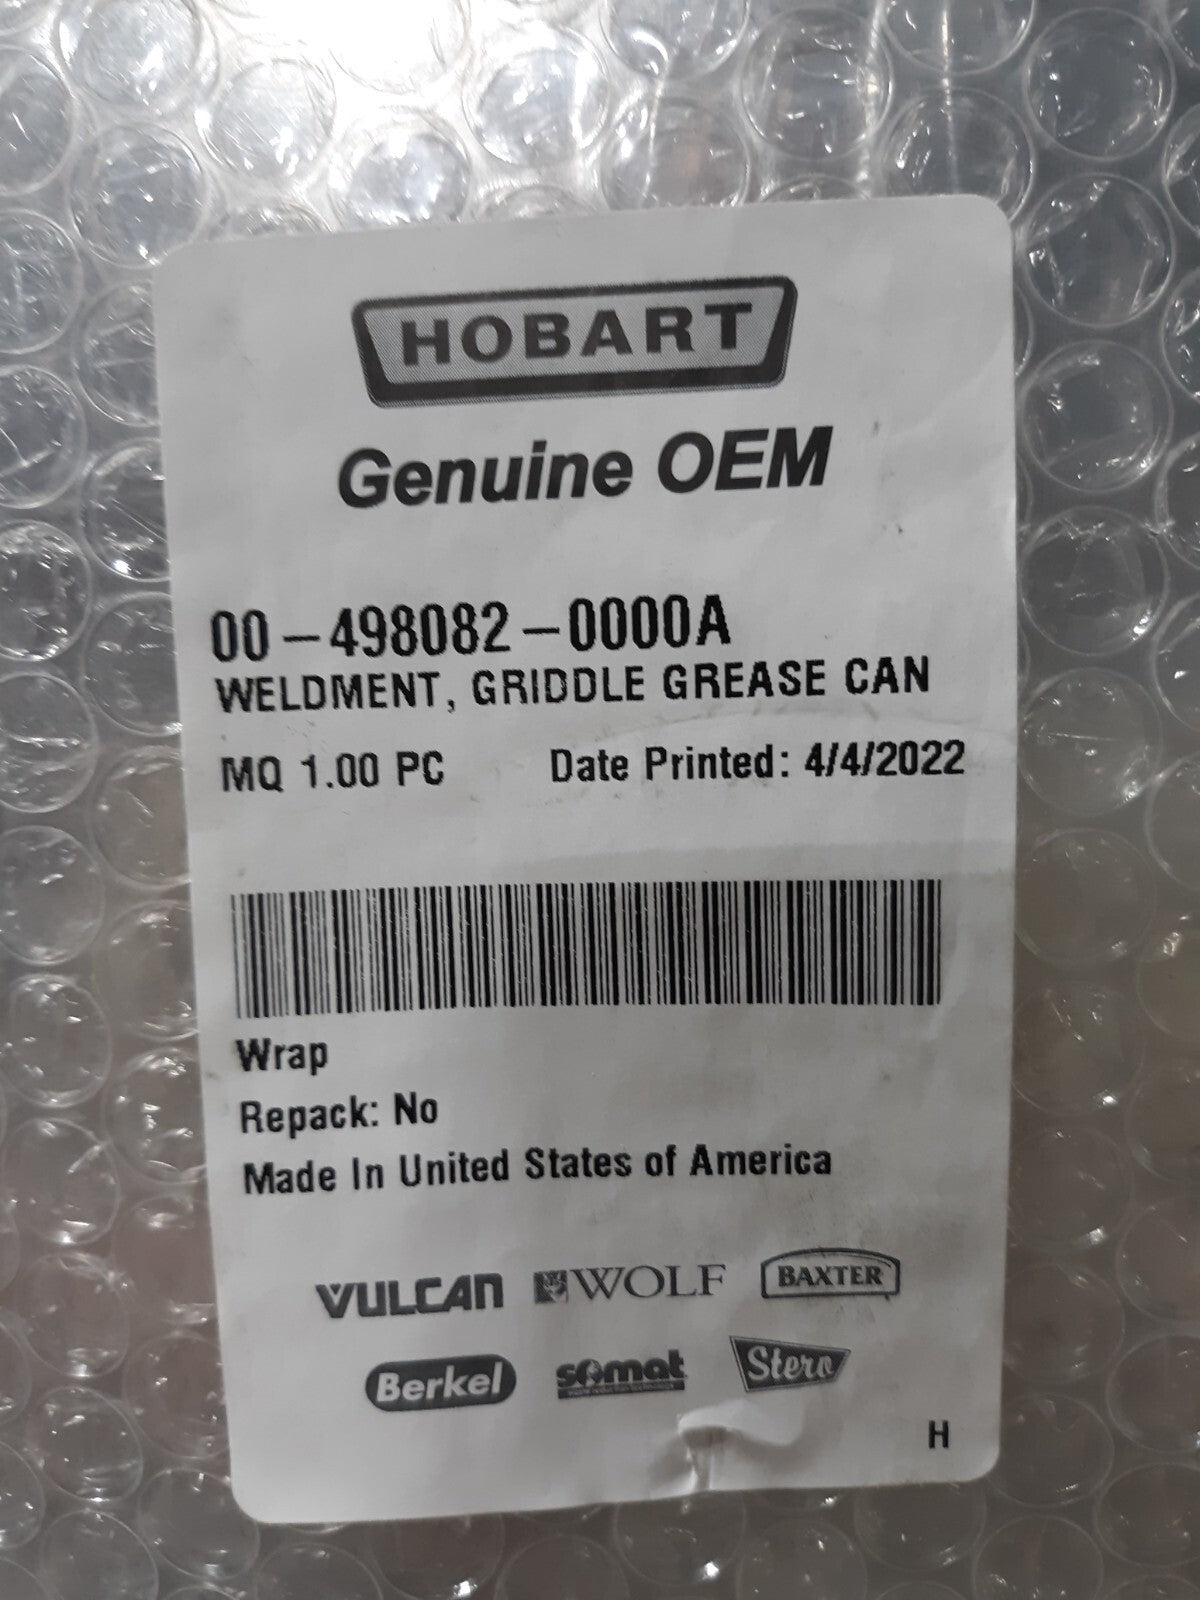 HOBART
Genuine OEM
00-498082-0000A
WELDMENT, GRIDDLE GREASE CAN
MQ 1.00 PC Date Printed: 4/4/2022
Wrap
Repack: No
Made In United States of America
VULCAN WOLF BAXTER
Berkel somat Stero
H